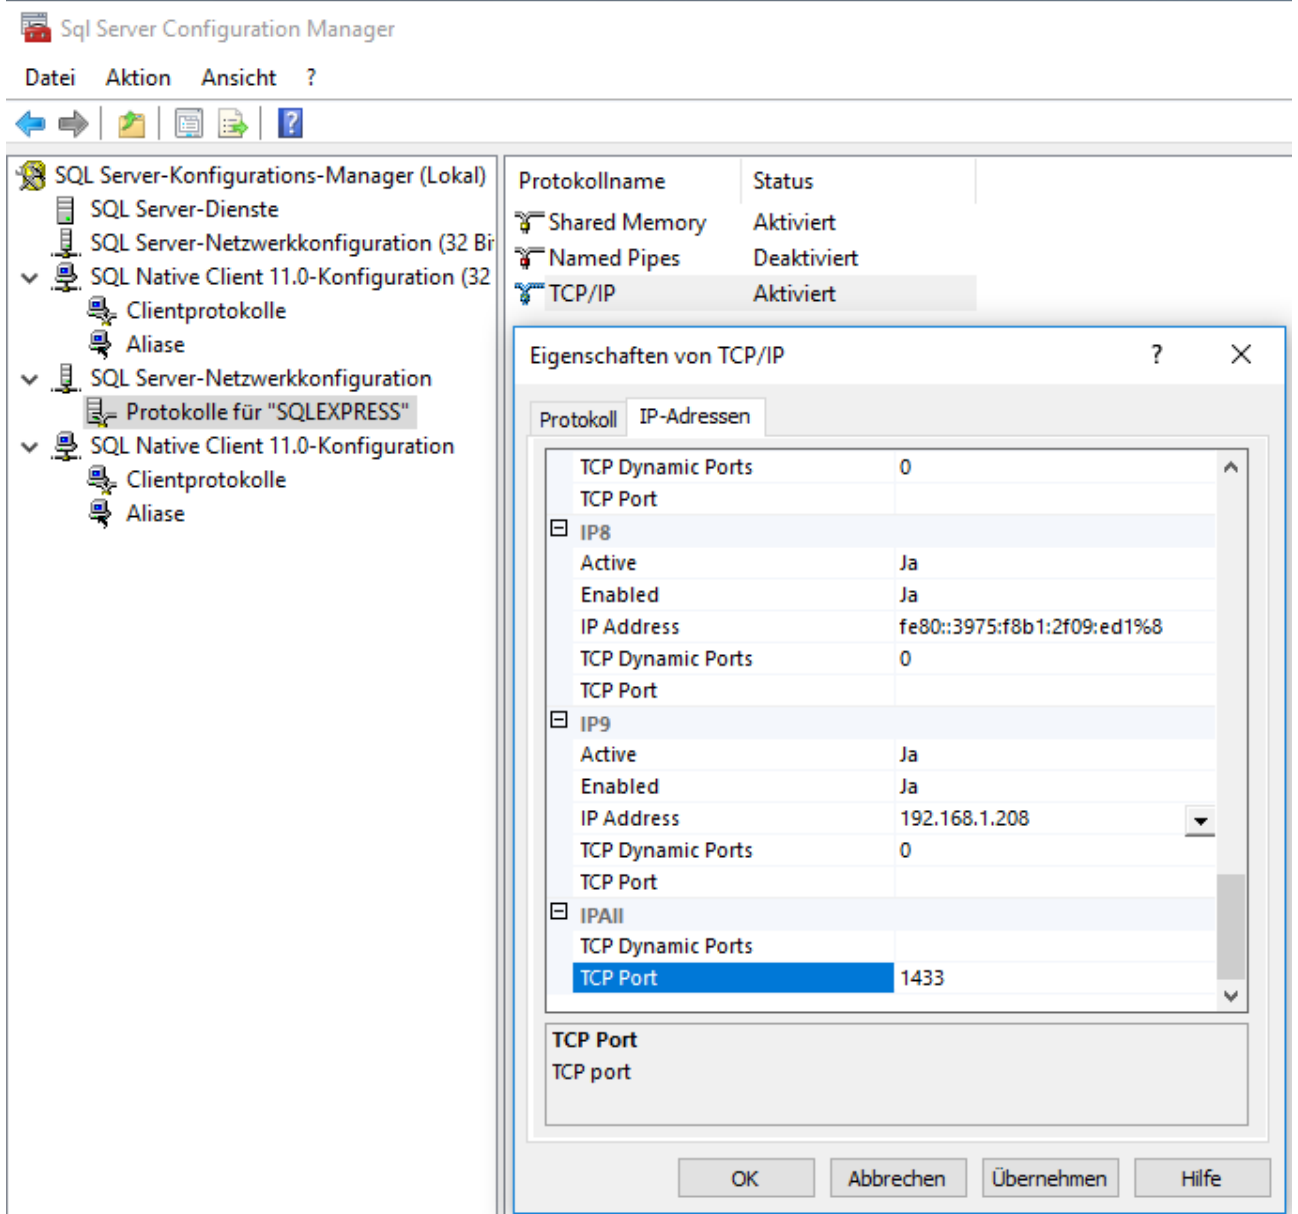 Sql Server Configuration Manager
Datei Aktion Ansicht ?
SQL Server-Konfigurations-Manager (Lokal)
SQL Server-Dienste
SQL Server-Netzwerkkonfiguration (32 Bi
SQL Native Client 11.0-Konfiguration (32
Clientprotokolle
Aliase
SQL Server-Netzwerkkonfiguration
Protokolle für "SQLEXPRESS"
SQL Native Client 11.0-Konfiguration
Clientprotokolle
Aliase
Protokollname Status
Shared Memory Aktiviert
Named Pipes Deaktiviert
TCP/IP Aktiviert
Eigenschaften von TCP/IP ?
Protokoll IP-Adressen
TCP Dynamic Ports 0
TCP Port
IP8
Active Ja
Enabled Ja
IP Address fe80::3975:f8b1:2f09:ed1%8
TCP Dynamic Ports 0
TCP Port
IP9
Active Ja
Enabled Ja
IP Address 192.168.1.208
TCP Dynamic Ports 0
TCP Port
IPAll
TCP Dynamic Ports
TCP Port 1433
TCP Port
TCP port
OK Abbrechen Übernehmen Hilfe